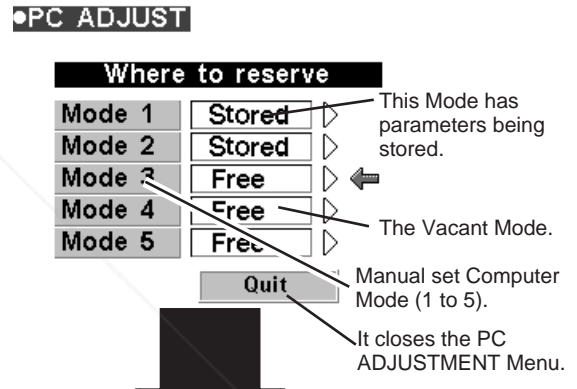 ●PC ADJUST
Where to reserve
Mode 1 Stored
Mode 2 Stored
Mode 3 Free
Mode 4 Free
Mode 5 Free
Quit
This Mode has
parameters being
stored.
The Vacant Mode.
Manual set Computer
Mode (1 to 5).
It closes the PC
ADJUSTMENT Menu.